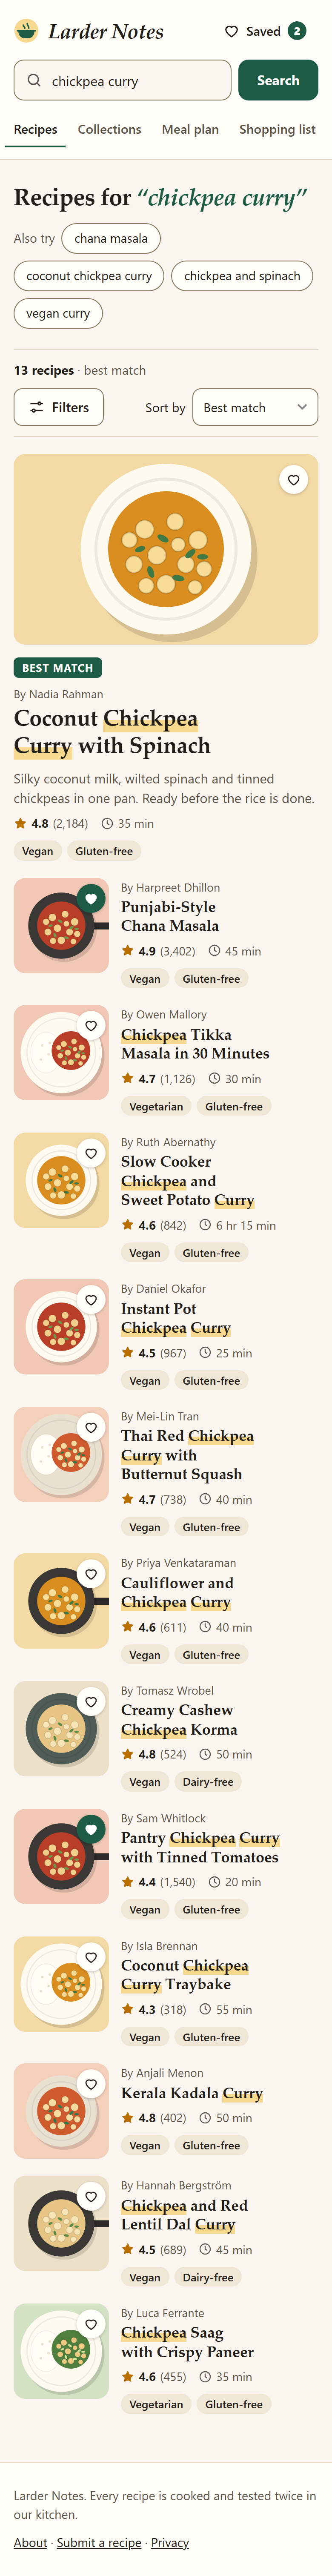 Larder Notes
Saved 2
chickpea curry
Search
Recipes Collections Meal plan Shopping list
Recipes for “chickpea curry”
Also try chana masala
coconut chickpea curry chickpea and spinach
vegan curry
13 recipes · best match
Filters Sort by Best match
BEST MATCH
By Nadia Rahman
Coconut Chickpea
Curry with Spinach
Silky coconut milk, wilted spinach and tinned
chickpeas in one pan. Ready before the rice is done.
4.8 (2,184) 35 min
Vegan Gluten-free
By Harpreet Dhillon
Punjabi-Style
Chana Masala
4.9 (3,402) 45 min
Vegan Gluten-free
By Owen Mallory
Chickpea Tikka
Masala in 30 Minutes
4.7 (1,126) 30 min
Vegetarian Gluten-free
By Ruth Abernathy
Slow Cooker
Chickpea and
Sweet Potato Curry
4.6 (842) 6 hr 15 min
Vegan Gluten-free
By Daniel Okafor
Instant Pot
Chickpea Curry
4.5 (967) 25 min
Vegan Gluten-free
By Mei-Lin Tran
Thai Red Chickpea
Curry with
Butternut Squash
4.7 (738) 40 min
Vegan Gluten-free
By Priya Venkataraman
Cauliflower and
Chickpea Curry
4.6 (611) 40 min
Vegan Gluten-free
By Tomasz Wrobel
Creamy Cashew
Chickpea Korma
4.8 (524) 50 min
Vegan Dairy-free
By Sam Whitlock
Pantry Chickpea Curry
with Tinned Tomatoes
4.4 (1,540) 20 min
Vegan Gluten-free
By Isla Brennan
Coconut Chickpea
Curry Traybake
4.3 (318) 55 min
Vegan Gluten-free
By Anjali Menon
Kerala Kadala Curry
4.8 (402) 50 min
Vegan Gluten-free
By Hannah Bergström
Chickpea and Red
Lentil Dal Curry
4.5 (689) 45 min
Vegan Dairy-free
By Luca Ferrante
Chickpea Saag
with Crispy Paneer
4.6 (455) 35 min
Vegetarian Gluten-free
Larder Notes. Every recipe is cooked and tested twice in
our kitchen.
About · Submit a recipe · Privacy